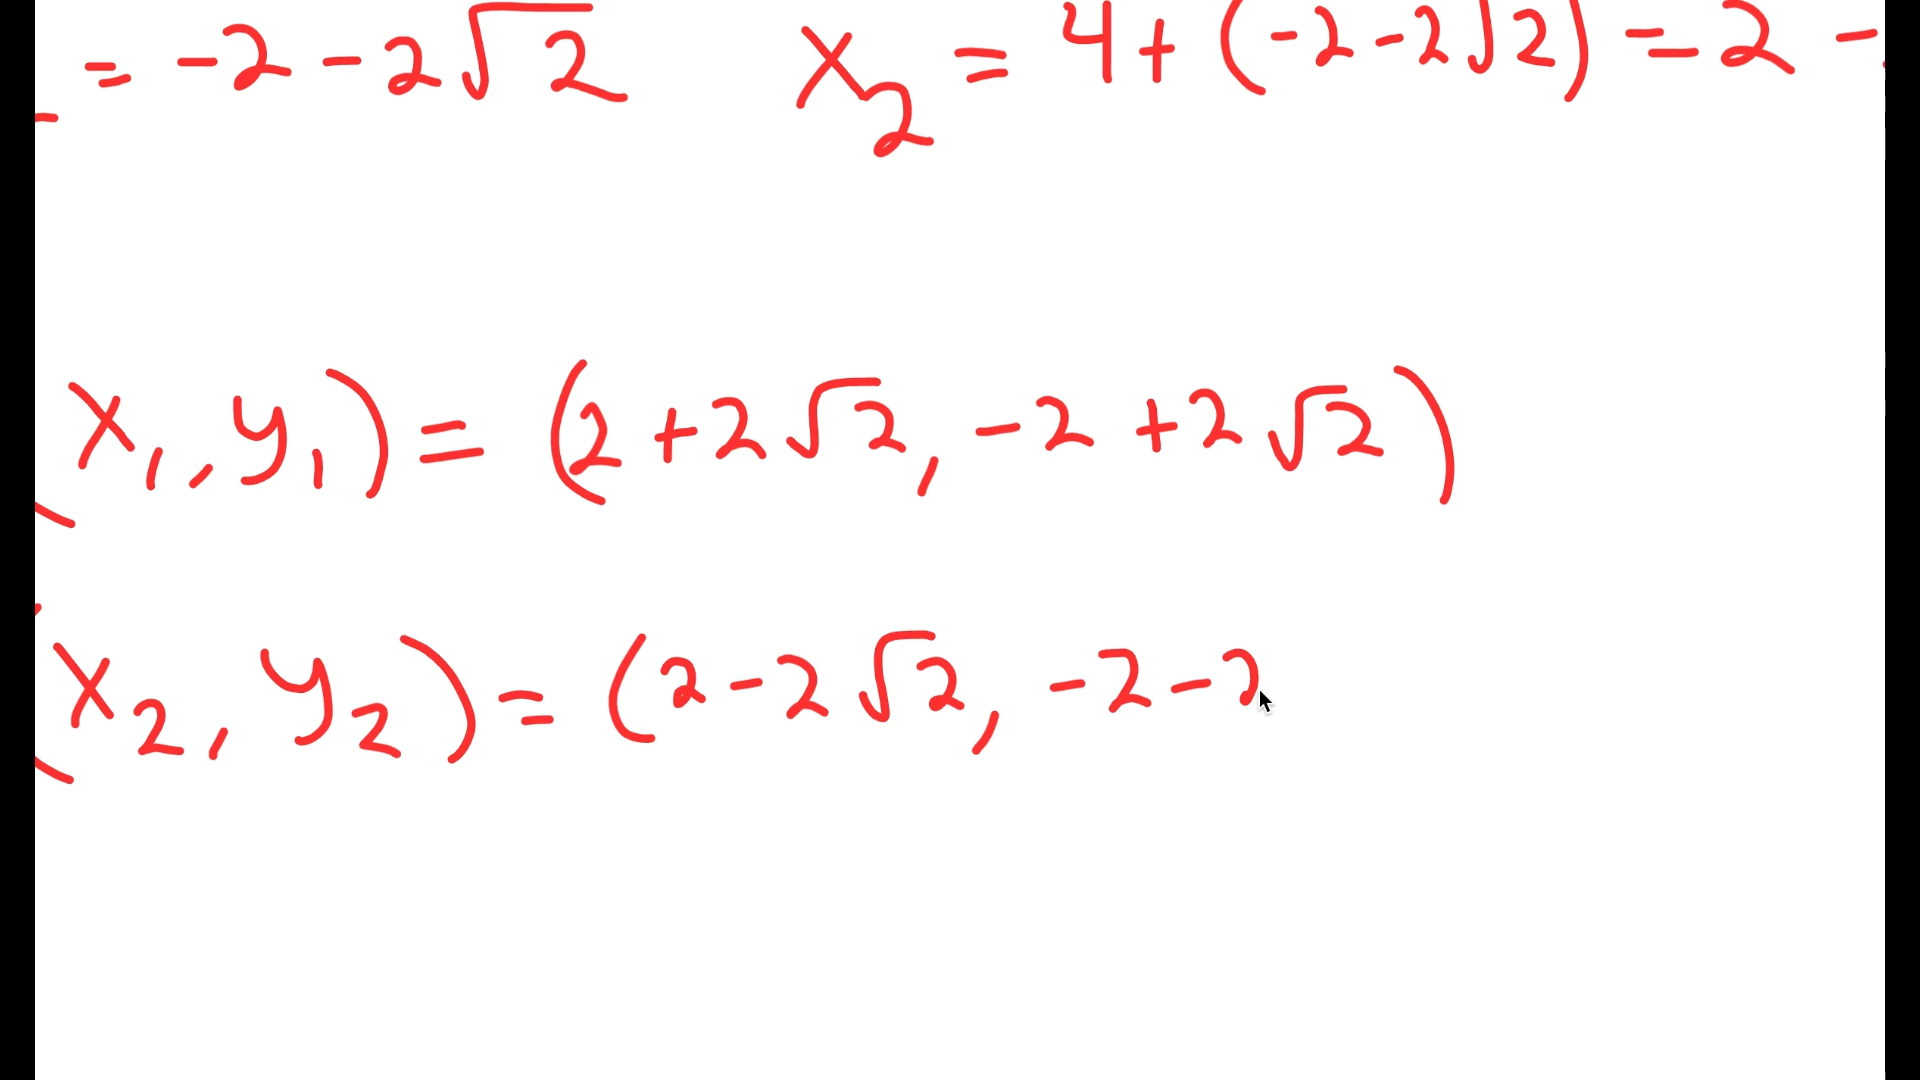 = -2 - 2√2 x₂ = 4 + (-2 - 2√2) = 2 -
(x₁, y₁) = (2 + 2√2, -2 + 2√2)
(x₂, y₂) = (2 - 2√2, -2 - 2